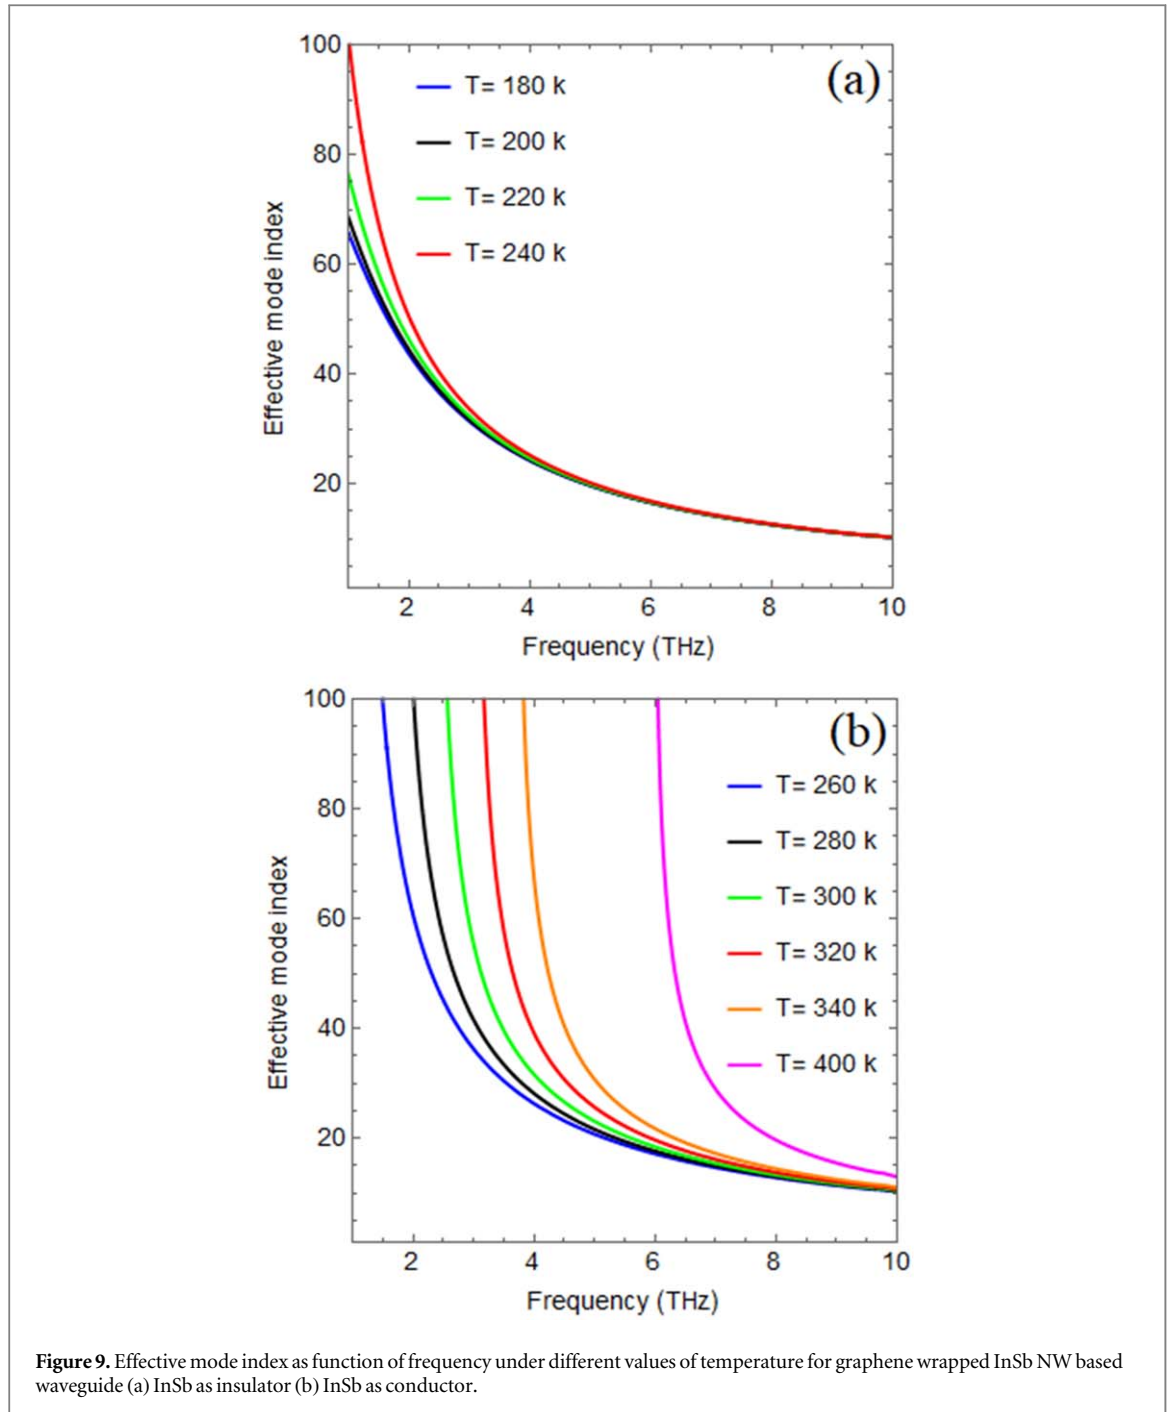 100
80
60
40
20
Effective mode index
(a)
T= 180 k
T= 200 k
T= 220 k
T= 240 k
2 4 6 8 10
Frequency (THz)
100
80
60
40
20
Effective mode index
(b)
T= 260 k
T= 280 k
T= 300 k
T= 320 k
T= 340 k
T= 400 k
2 4 6 8 10
Frequency (THz)
Figure 9. Effective mode index as function of frequency under different values of temperature for graphene wrapped InSb NW based
waveguide (a) InSb as insulator (b) InSb as conductor.